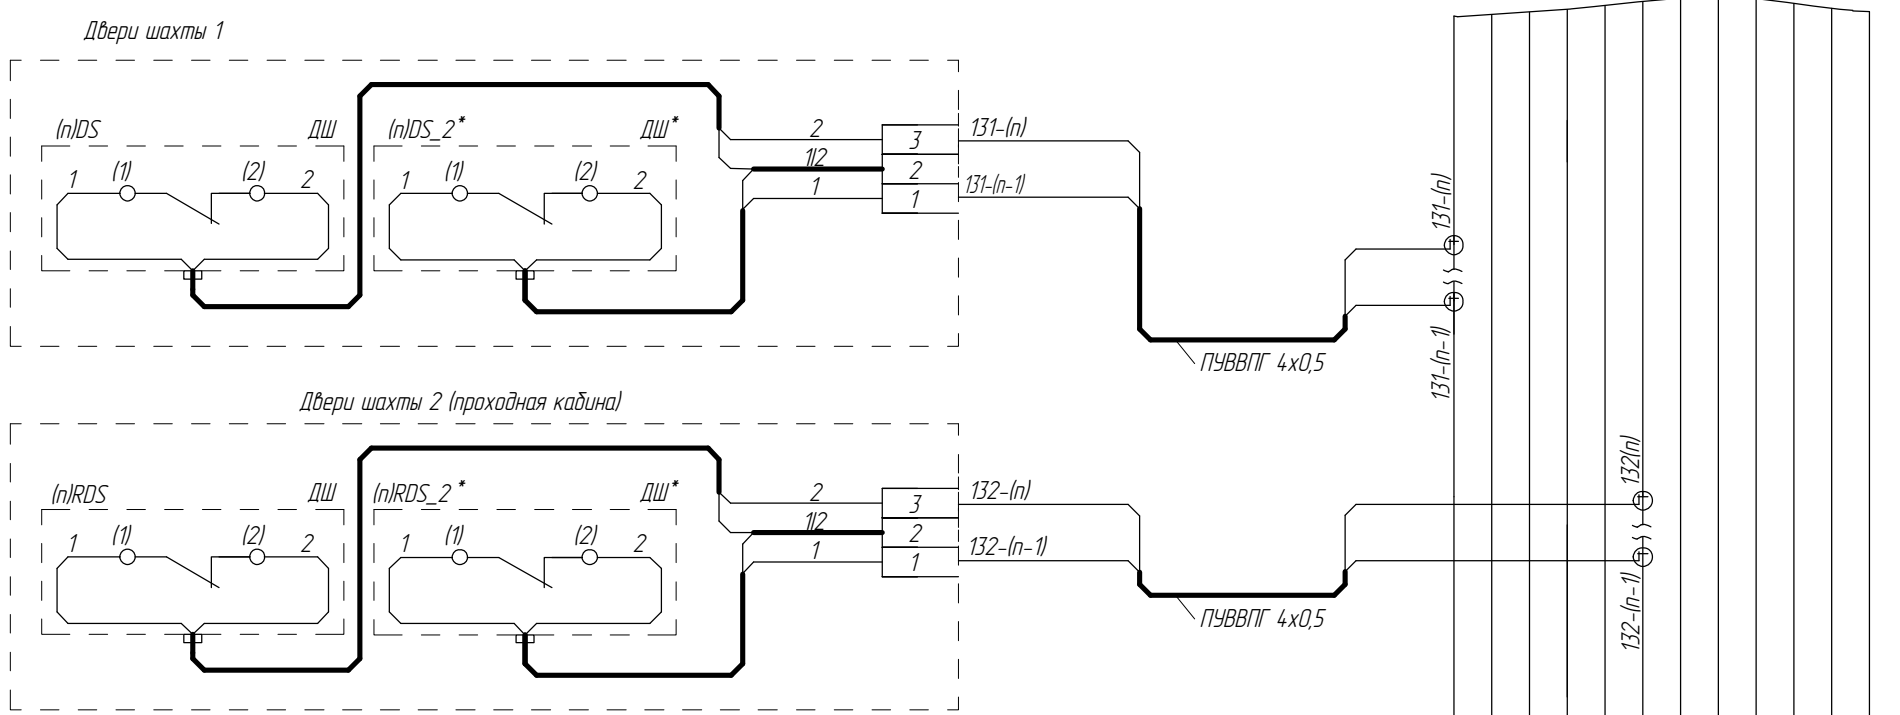 Двери шахты 1
(n)DS
ДШ
(n)DS_2*
ДШ*
1
(1)
(2)
2
1
(1)
(2)
2
2
1|2
1
3
2
1
131-(n)
131-(n-1)
131-(n)
131-(n-1)
ПУВВПГ 4х0,5
Двери шахты 2 (проходная кабина)
(n)RDS
ДШ
(n)RDS_2*
ДШ*
1
(1)
(2)
2
1
(1)
(2)
2
2
1|2
1
3
2
1
132-(n)
132-(n-1)
132(n)
132-(n-1)
ПУВВПГ 4х0,5